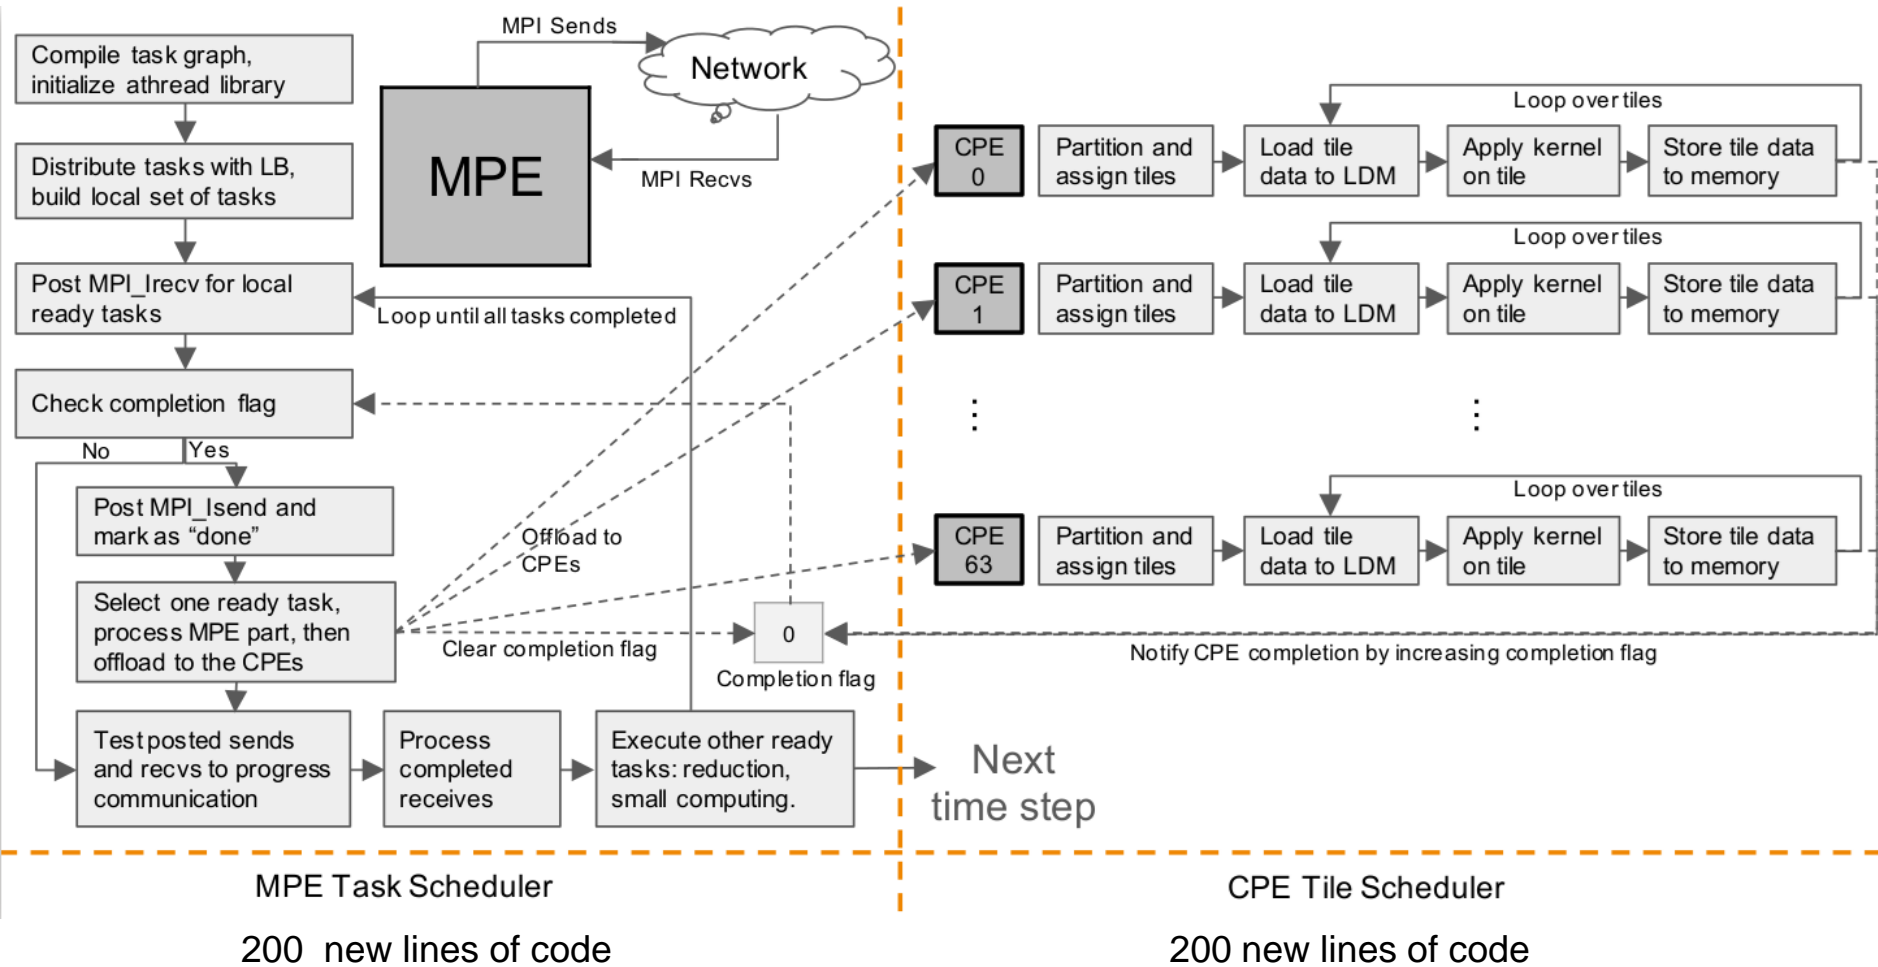 Compile task graph,
initialize athread library
Distribute tasks with LB,
build local set of tasks
Post MPI_Irecv for local
ready tasks
Check completion flag
No
Yes
Post MPI_Isend and
mark as “done”
Select one ready task,
process MPE part, then
offload to the CPEs
Test posted sends
and recvs to progress
communication
Process
completed
receives
Execute other ready
tasks: reduction,
small computing.
MPI Sends
Network
MPE
MPI Recvs
Loop until all tasks completed
Offload to
CPEs
Clear completion flag
0
Completion flag
Next
time step
CPE
0
Partition and
assign tiles
Load tile
data to LDM
Apply kernel
on tile
Store tile data
to memory
Loop over tiles
CPE
1
Partition and
assign tiles
Load tile
data to LDM
Apply kernel
on tile
Store tile data
to memory
Loop over tiles
⋮
⋮
CPE
63
Partition and
assign tiles
Load tile
data to LDM
Apply kernel
on tile
Store tile data
to memory
Loop over tiles
Notify CPE completion by increasing completion flag
MPE Task Scheduler
CPE Tile Scheduler
200 new lines of code
200 new lines of code